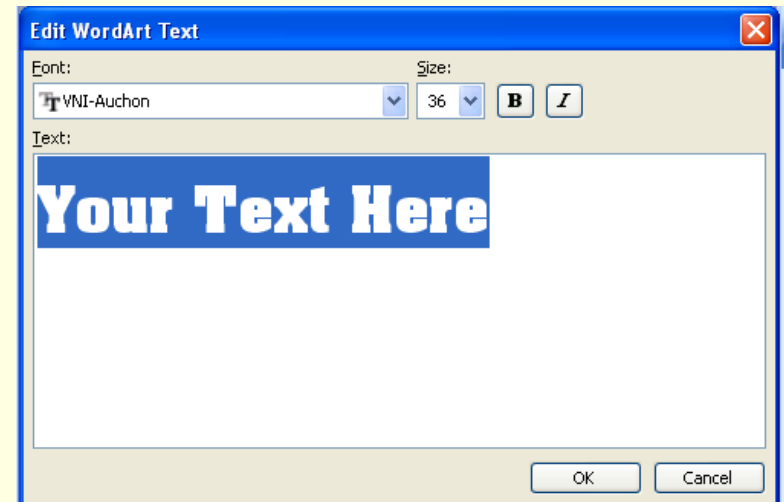 Edit WordArt Text
Font: Size:
VNI-Auchon 36 B I
Text:
Your Text Here
OK Cancel